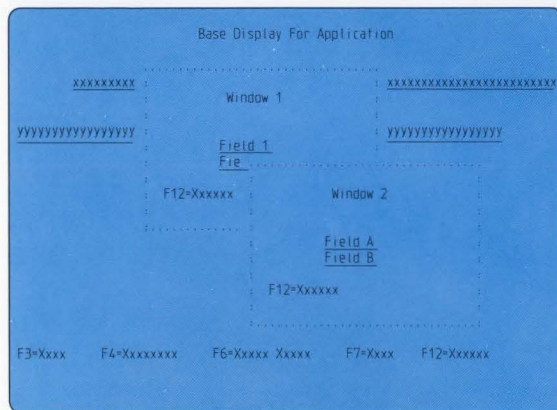 Base Display For Application
xxxxxxxxx
Window 1
xxxxxxxxxxxxxxxxxxxxxxxxx
yyyyyyyyyyyyyyyyyy
Field 1
yyyyyyyyyyyyyyyyy
Fie
F12=Xxxxxx
Window 2
Field A
Field B
F12=Xxxxxx
F3=Xxxx F4=Xxxxxxxx F6=Xxxxx Xxxxx F7=Xxxx F12=Xxxxxx